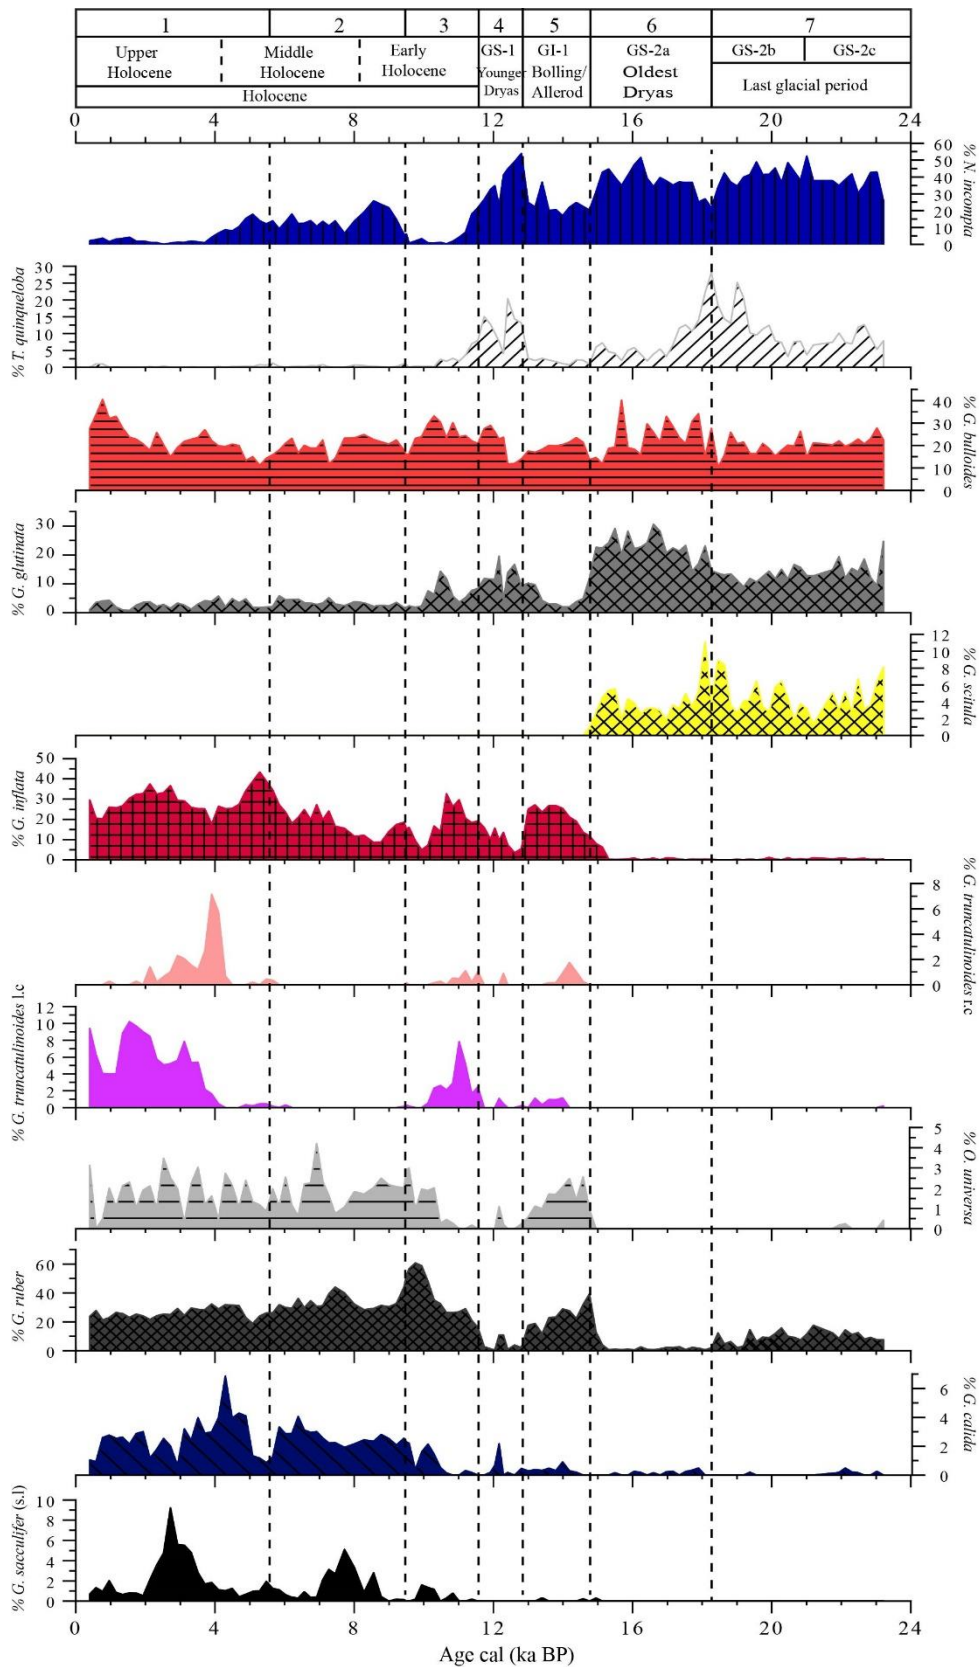 1 2 3 4 5 6 7
Upper Holocene
Middle Holocene
Early Holocene
GS-1 Younger Dryas
GI-1 Bolling/ Allerod
GS-2a Oldest Dryas
GS-2b GS-2c
Last glacial period
Holocene
0 4 8 12 16 20 24
60 50 40 30 20 10 0
% N. incompta
30 25 20 15 10 5 0
% T. quinqueloba
40 30 20 10 0
% G. bulloides
30 20 10 0
% G. glutinata
12 10 8 6 4 2 0
% G. scitula
50 40 30 20 10 0
% G. inflata
8 6 4 2 0
% G. truncatulinoides r.c
12 10 8 6 4 2 0
% G. truncatulinoides l.c
5 4 3 2 1 0
% O. universa
60 40 20 0
% G. ruber
6 4 2 0
% G. calida
10 8 6 4 2 0
% G. sacculifer (s.l)
0 4 8 12 16 20 24
Age cal (ka BP)